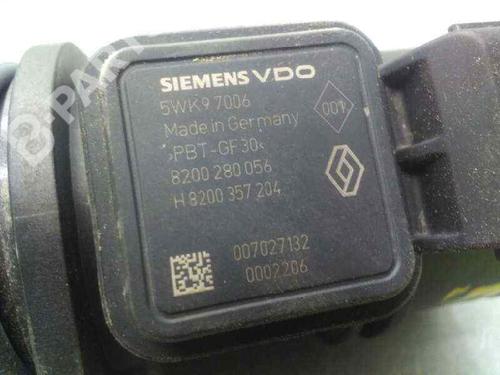 B-PARTS
SIEMENS VDO
5WK9 7006
001
Made in Germany
>PBT-GF30<
8200 280 056
H 8200 357 204
007027132
0002206
B-PARTS